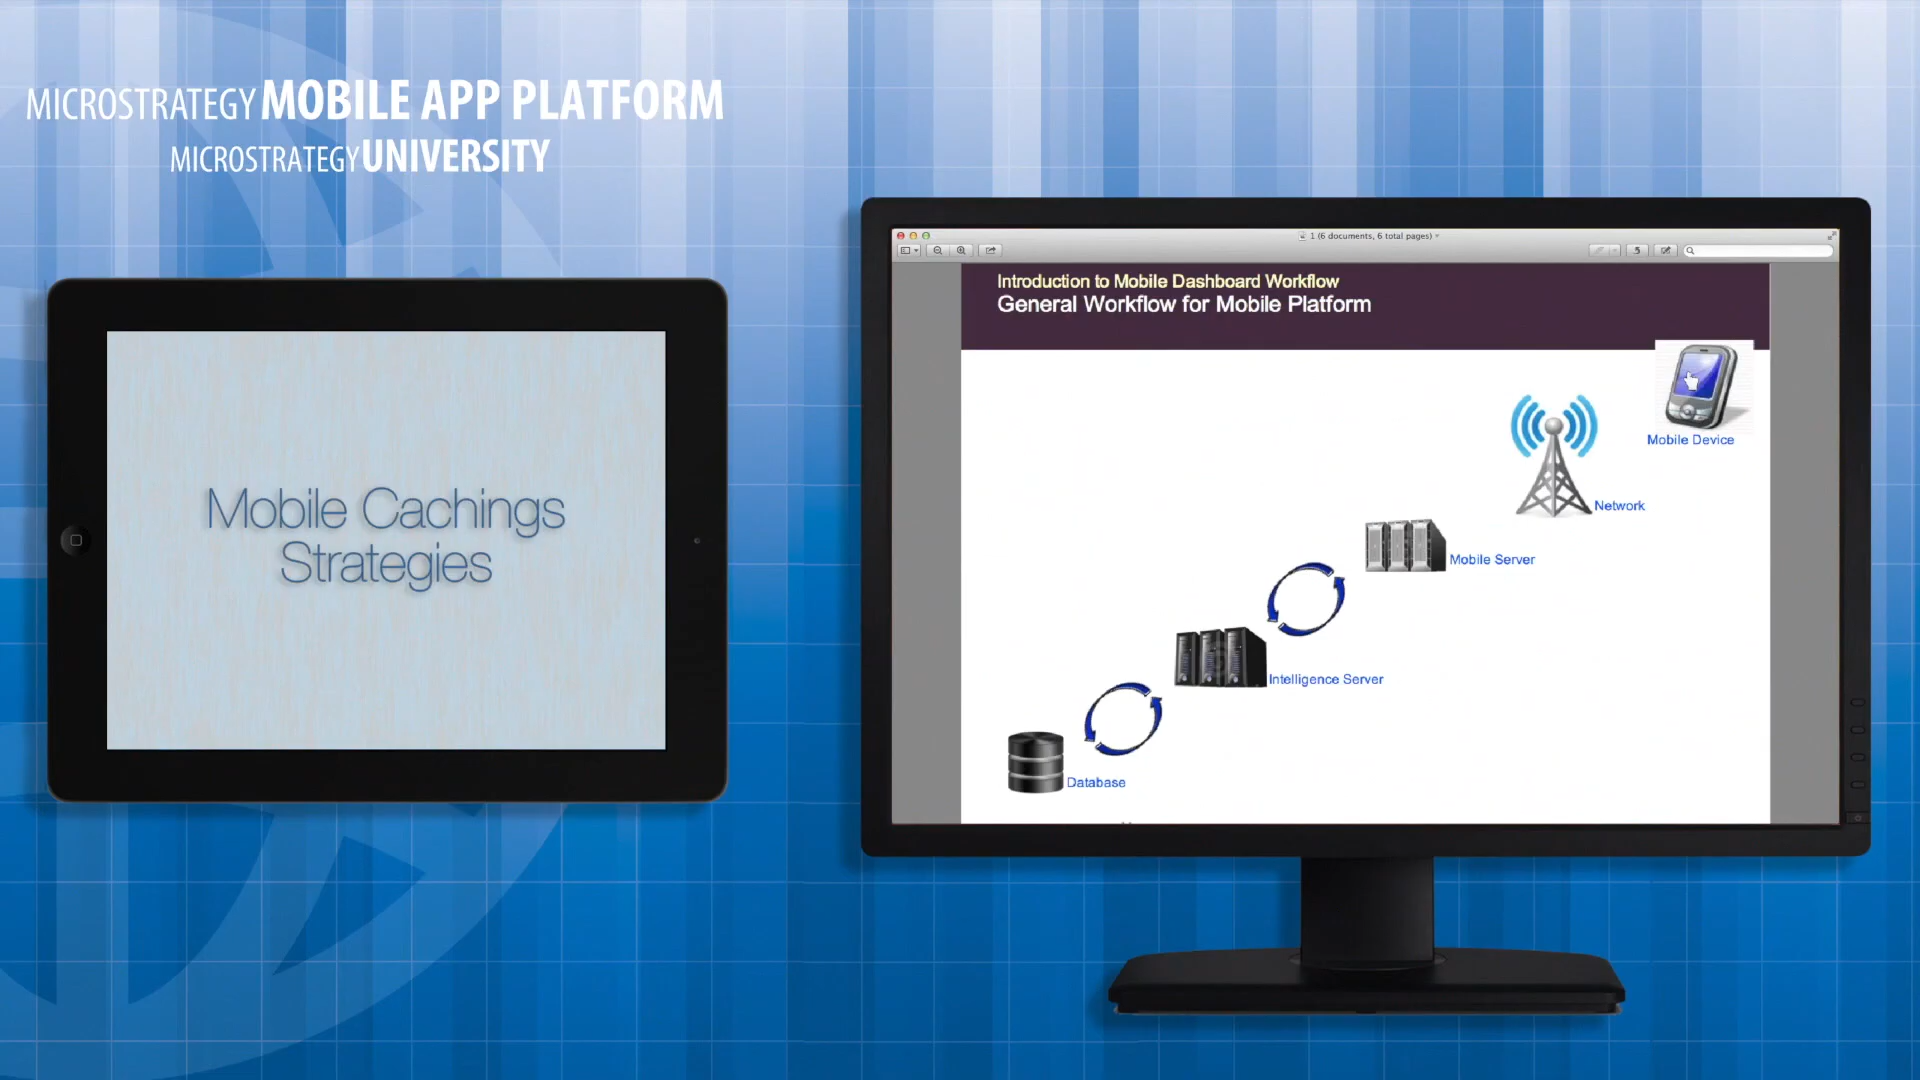 MICROSTRATEGY MOBILE APP PLATFORM
MICROSTRATEGY UNIVERSITY
Mobile Cachings
Strategies
1 (6 documents, 6 total pages)
5
Introduction to Mobile Dashboard Workflow
General Workflow for Mobile Platform
Mobile Device
Network
Mobile Server
Intelligence Server
Database